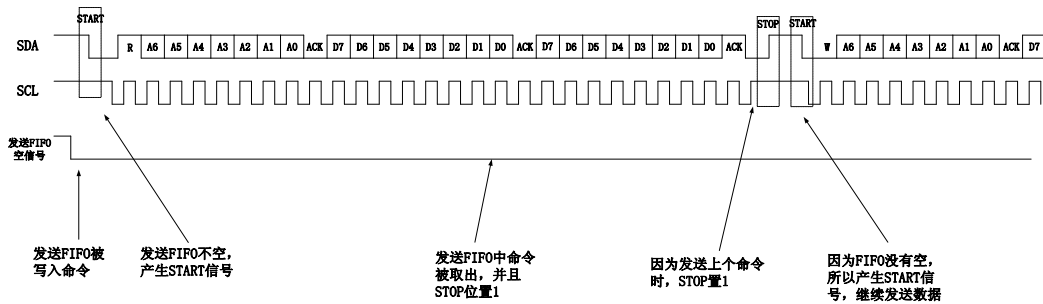 START STOP START
SDA R A6 A5 A4 A3 A2 A1 A0 ACK D7 D6 D5 D4 D3 D2 D1 D0 ACK D7 D6 D5 D4 D3 D2 D1 D0 ACK W A6 A5 A4 A3 A2 A1 A0 ACK D7
SCL
发送FIFO
空信号
发送FIFO被
写入命令
发送FIFO不空，
产生START信号
发送FIFO中命令
被取出，并且
STOP位置1
因为发送上个命令
时，STOP置1
因为FIFO没有空，
所以产生START信
号，继续发送数据